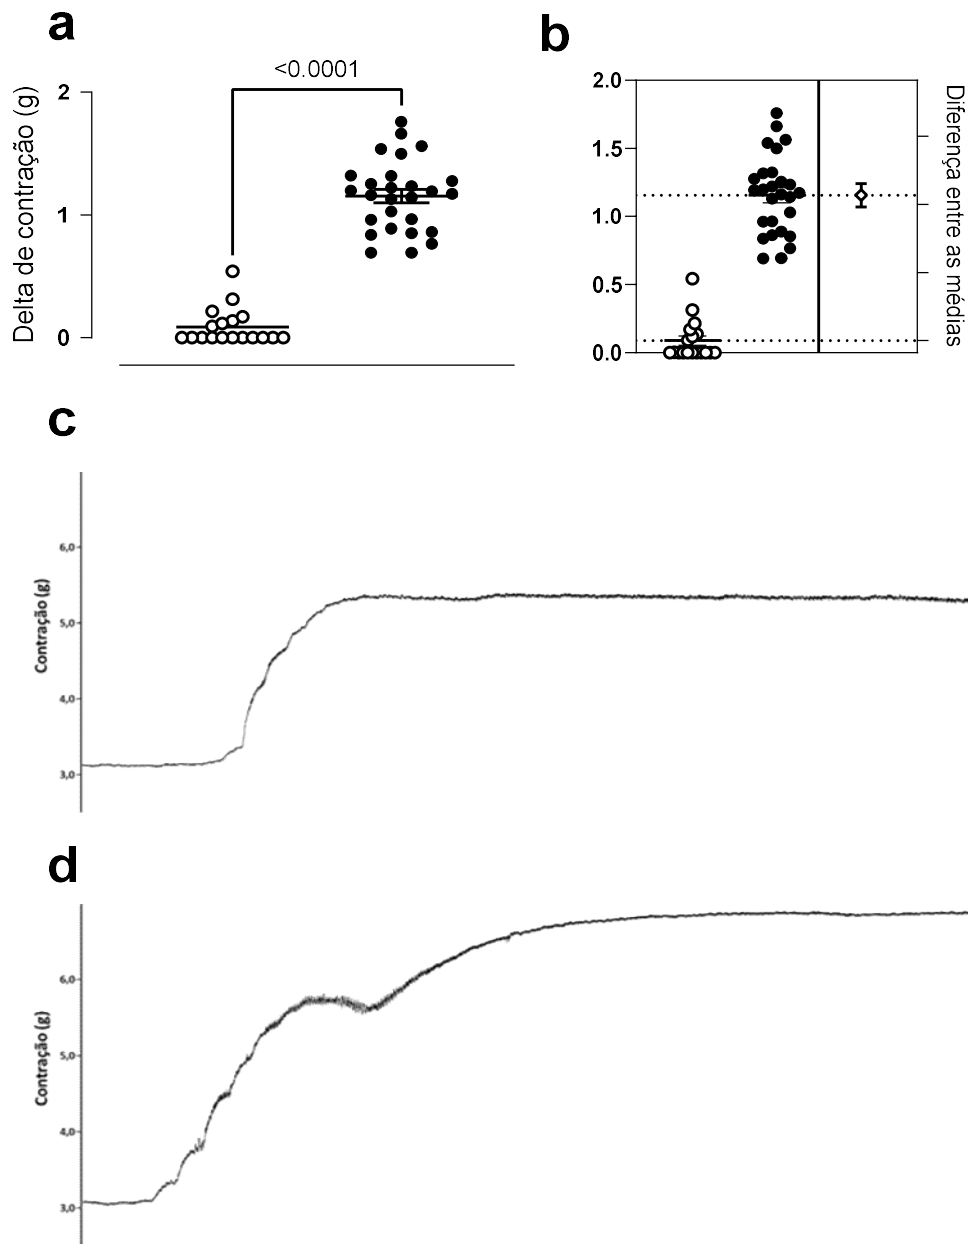 a
<0.0001
Delta de contração (g)
2
1
0
b
2.0
1.5
1.0
0.5
0.0
Diferença entre as médias
c
Contração (g)
6,0
5,0
4,0
3,0
d
Contração (g)
6,0
5,0
4,0
3,0